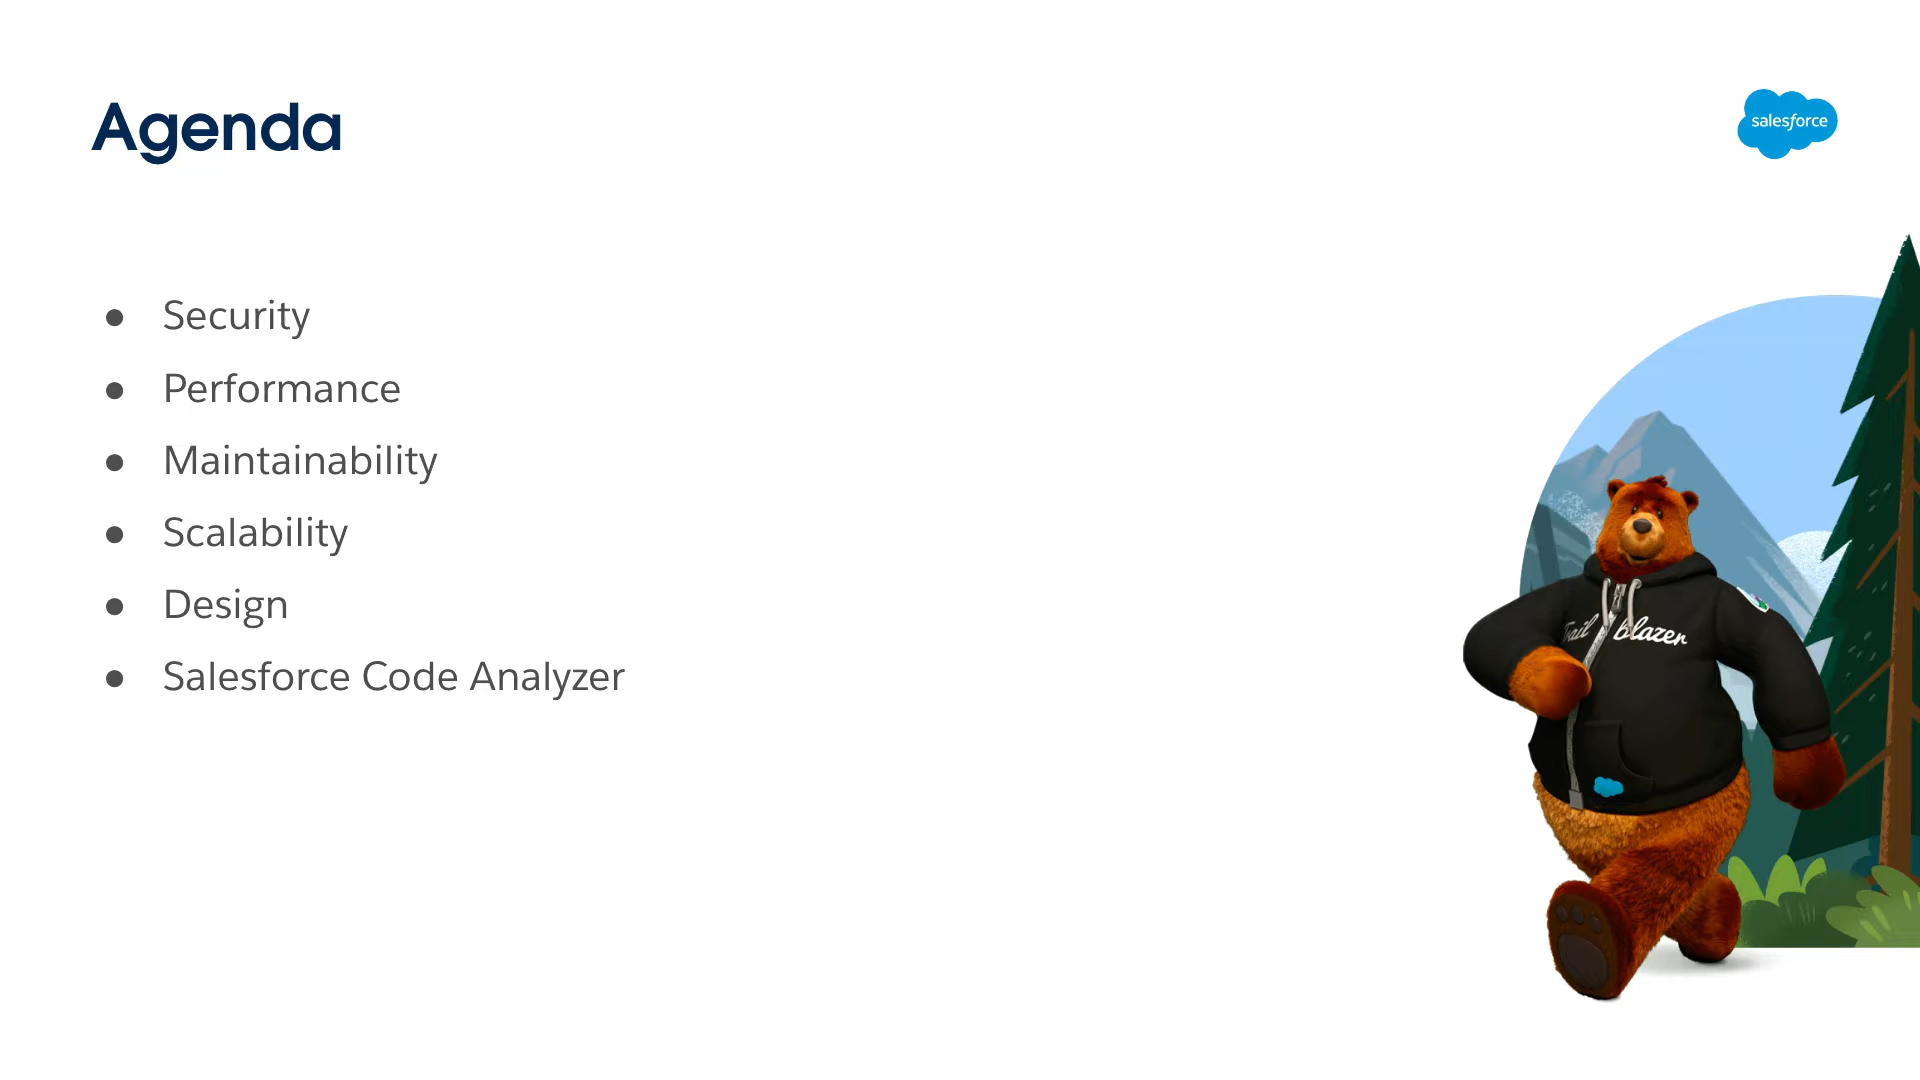 Agenda
salesforce
● Security
● Performance
● Maintainability
● Scalability
● Design
● Salesforce Code Analyzer
Trail blazer